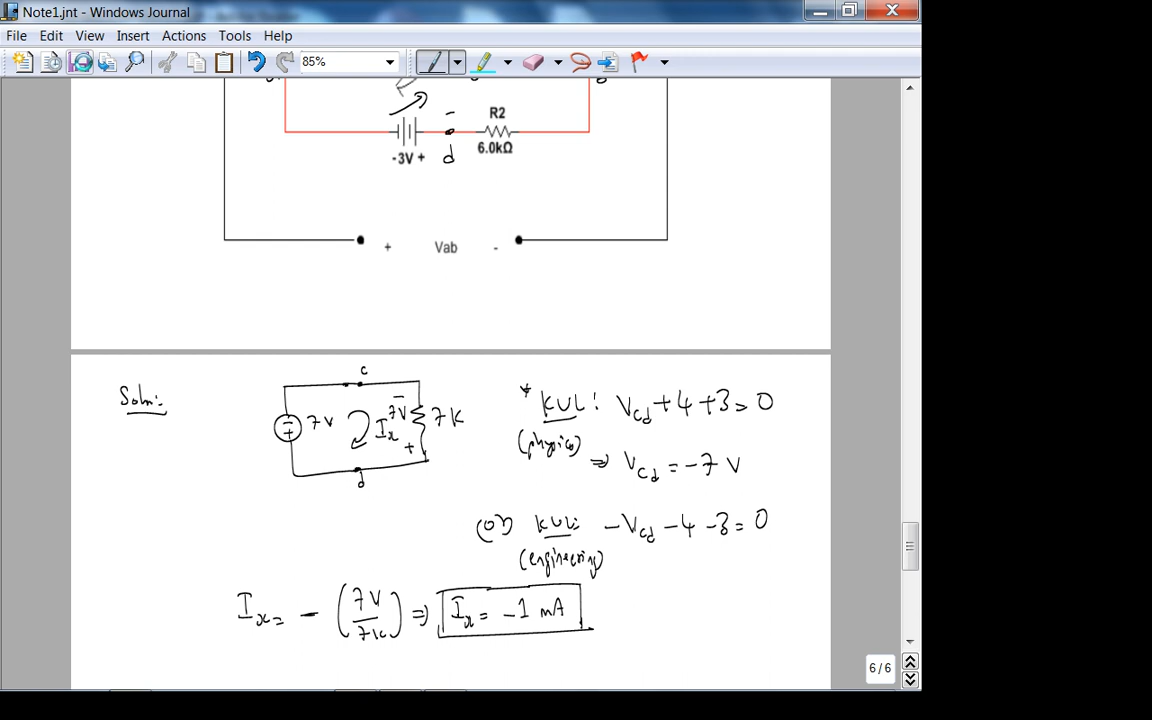 Note1.jnt - Windows Journal
File Edit View Insert Actions Tools Help
85%
-
R2
-3V +
d
6.0kΩ
+ Vab -
Soln:
c
7V
Ix
7V
-
+
7K
d
* KVL: Vcd+4+3=0
(physics)
⇒ Vcd = -7 V
(or) KVL: -Vcd -4 -3 = 0
(engineering)
Ix= - (7V/7K) ⇒ Ix = -1 mA
6 / 6